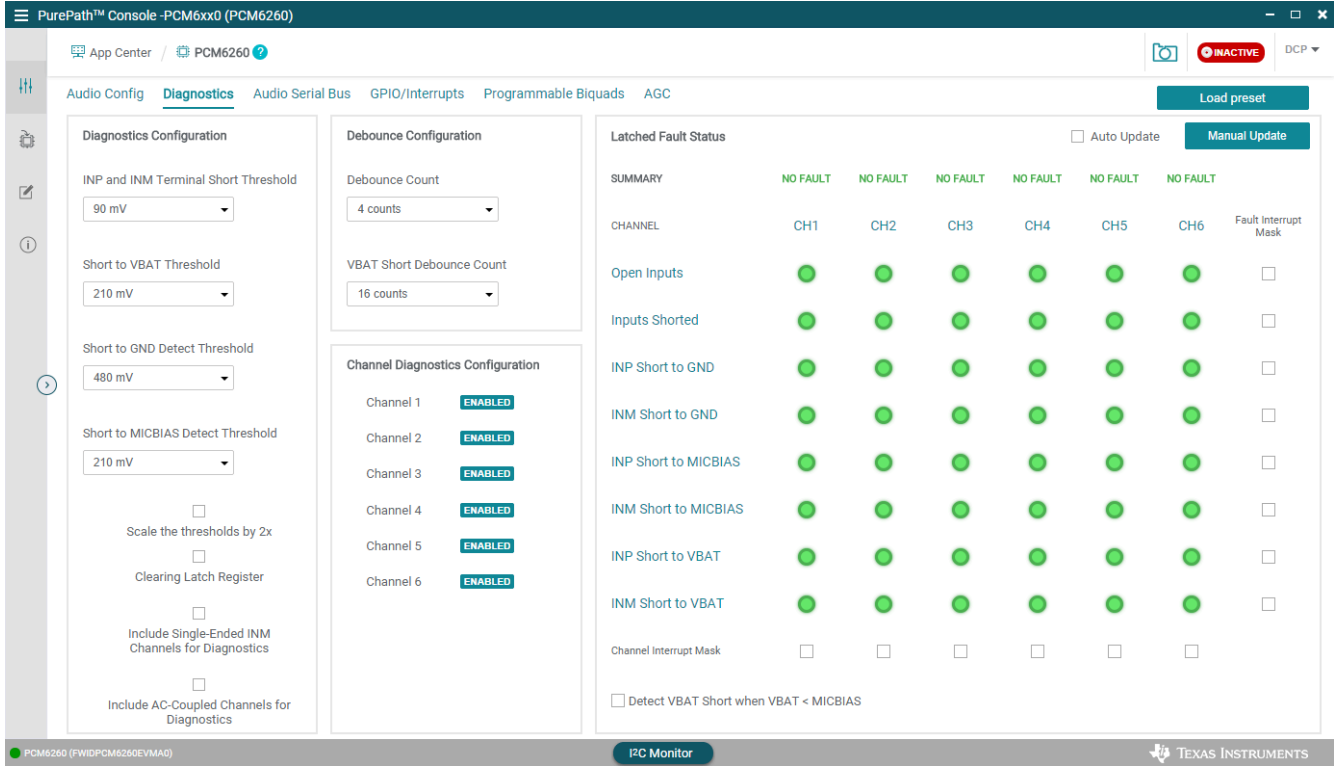 PurePath™ Console -PCM6xx0 (PCM6260)
App Center / PCM6260 ?
INACTIVE
DCP
Audio Config Diagnostics Audio Serial Bus GPIO/Interrupts Programmable Biquads AGC
Load preset
Diagnostics Configuration
INP and INM Terminal Short Threshold
90 mV
Short to VBAT Threshold
210 mV
Short to GND Detect Threshold
480 mV
Short to MICBIAS Detect Threshold
210 mV
Scale the thresholds by 2x
Clearing Latch Register
Include Single-Ended INM
Channels for Diagnostics
Include AC-Coupled Channels for
Diagnostics
Debounce Configuration
Debounce Count
4 counts
VBAT Short Debounce Count
16 counts
Channel Diagnostics Configuration
Channel 1 ENABLED
Channel 2 ENABLED
Channel 3 ENABLED
Channel 4 ENABLED
Channel 5 ENABLED
Channel 6 ENABLED
Latched Fault Status
Auto Update
Manual Update
SUMMARY NO FAULT NO FAULT NO FAULT NO FAULT NO FAULT NO FAULT
CHANNEL CH1 CH2 CH3 CH4 CH5 CH6
Fault Interrupt
Mask
Open Inputs
Inputs Shorted
INP Short to GND
INM Short to GND
INP Short to MICBIAS
INM Short to MICBIAS
INP Short to VBAT
INM Short to VBAT
Channel Interrupt Mask
Detect VBAT Short when VBAT < MICBIAS
PCM6260 (FWIDPCM6260EVMA0)
I²C Monitor
TEXAS INSTRUMENTS